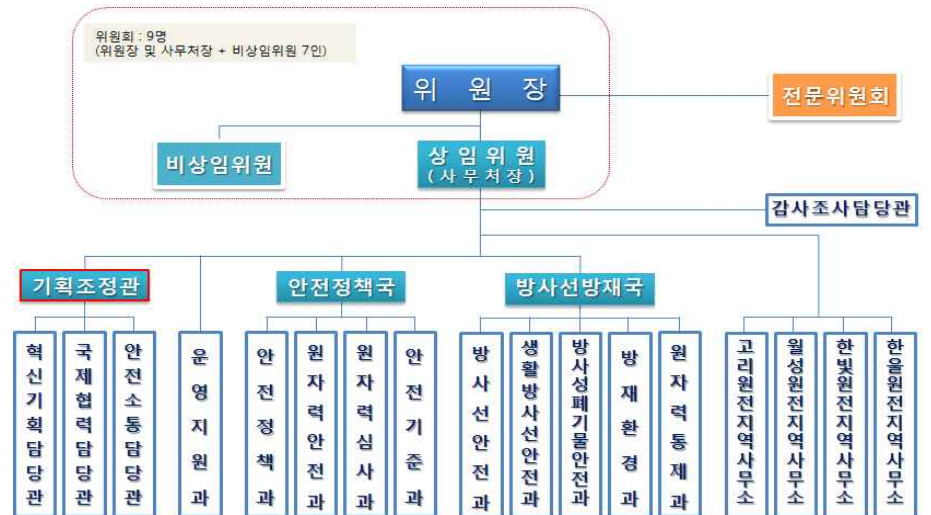 위원회 : 9명
(위원장 및 사무처장 + 비상임위원 7인)
위 원 장
전문위원회
비상임위원
상 임 위 원
(사무처장)
감사조사담당관
기획조정관
안전정책국
방사선방재국
혁신기획담당관
국제협력담당관
안전소통담당관
운영지원과
안전정책과
원자력안전과
원자력심사과
안전기준과
방사선안전과
생활방사선안전과
방사성폐기물안전과
방재환경과
원자력통제과
고리원전지역사무소
월성원전지역사무소
한빛원전지역사무소
한울원전지역사무소